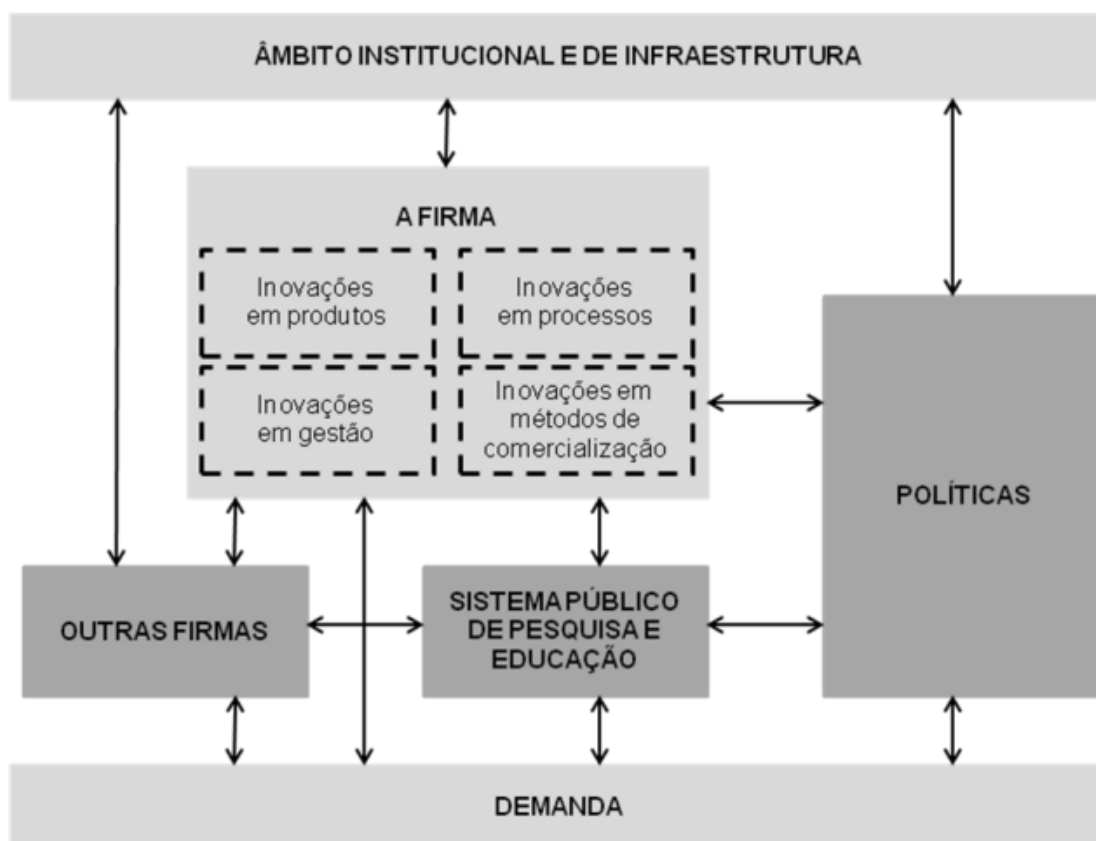 ÂMBITO INSTITUCIONAL E DE INFRAESTRUTURA
A FIRMA
Inovações
em produtos
Inovações
em processos
Inovações
em gestão
Inovações em
métodos de
comercialização
POLÍTICAS
OUTRAS FIRMAS
SISTEMA PÚBLICO
DE PESQUISA E
EDUCAÇÃO
DEMANDA